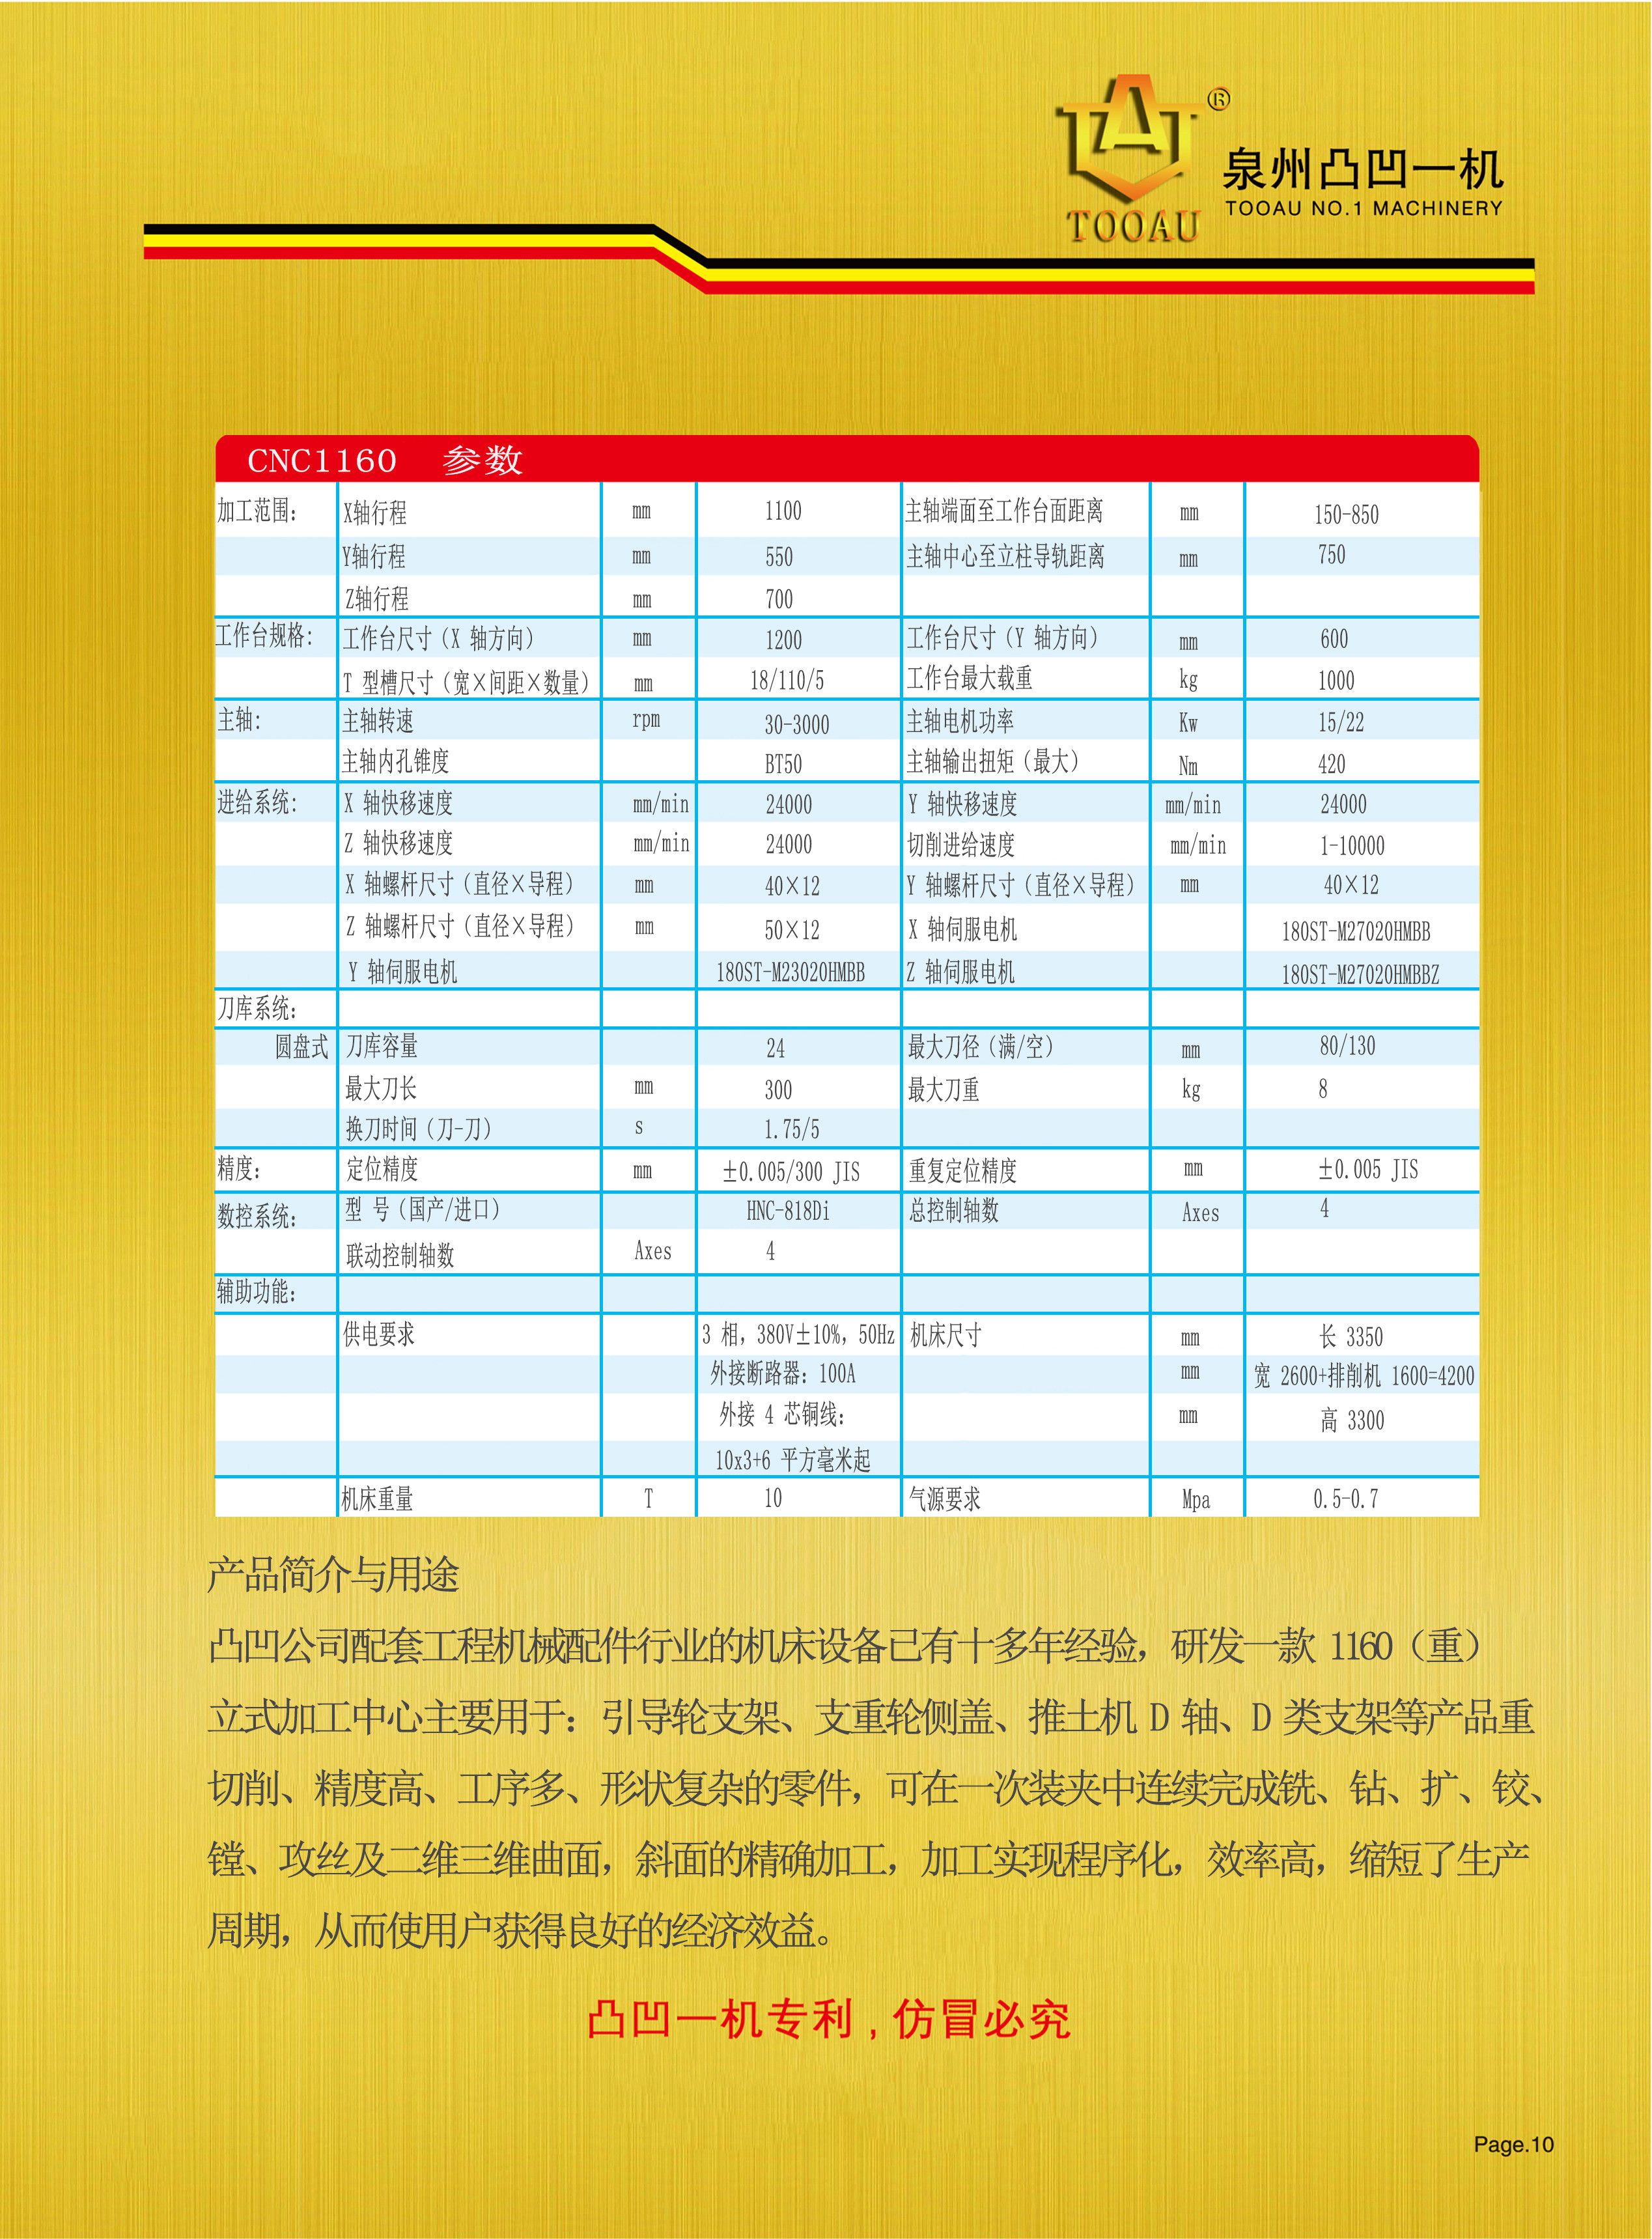 TOOAU
®
泉州凸凹一机
TOOAU NO.1 MACHINERY
CNC1160 参数
加工范围: X轴行程 mm 1100 主轴端面至工作台面距离 mm 150-850
Y轴行程 mm 550 主轴中心至立柱导轨距离 mm 750
Z轴行程 mm 700
工作台规格: 工作台尺寸（X 轴方向） mm 1200 工作台尺寸（Y 轴方向） mm 600
T 型槽尺寸（宽×间距×数量） mm 18/110/5 工作台最大载重 kg 1000
主轴: 主轴转速 rpm 30-3000 主轴电机功率 Kw 15/22
主轴内孔锥度 BT50 主轴输出扭矩（最大） Nm 420
进给系统: X 轴快移速度 mm/min 24000 Y 轴快移速度 mm/min 24000
Z 轴快移速度 mm/min 24000 切削进给速度 mm/min 1-10000
X 轴螺杆尺寸（直径×导程） mm 40×12 Y 轴螺杆尺寸（直径×导程） mm 40×12
Z 轴螺杆尺寸（直径×导程） mm 50×12 X 轴伺服电机 180ST-M27020HMBB
Y 轴伺服电机 180ST-M23020HMBB Z 轴伺服电机 180ST-M27020HMBBZ
刀库系统:
圆盘式 刀库容量 24 最大刀径（满/空） mm 80/130
最大刀长 mm 300 最大刀重 kg 8
换刀时间（刀-刀） s 1.75/5
精度: 定位精度 mm ±0.005/300 JIS 重复定位精度 mm ±0.005 JIS
数控系统: 型 号（国产/进口） HNC-818Di 总控制轴数 Axes 4
联动控制轴数 Axes 4
辅助功能:
供电要求 3 相，380V±10%，50Hz 机床尺寸 mm 长 3350
外接断路器：100A mm 宽 2600+排削机 1600=4200
外接 4 芯铜线： mm 高 3300
10x3+6 平方毫米起
机床重量 T 10 气源要求 Mpa 0.5-0.7
产品简介与用途
凸凹公司配套工程机械配件行业的机床设备已有十多年经验，研发一款 1160（重）
立式加工中心主要用于：引导轮支架、支重轮侧盖、推土机 D 轴、D 类支架等产品重
切削、精度高、工序多、形状复杂的零件，可在一次装夹中连续完成铣、钻、扩、铰、
镗、攻丝及二维三维曲面，斜面的精确加工，加工实现程序化，效率高，缩短了生产
周期，从而使用户获得良好的经济效益。
凸凹一机专利,仿冒必究
Page.10